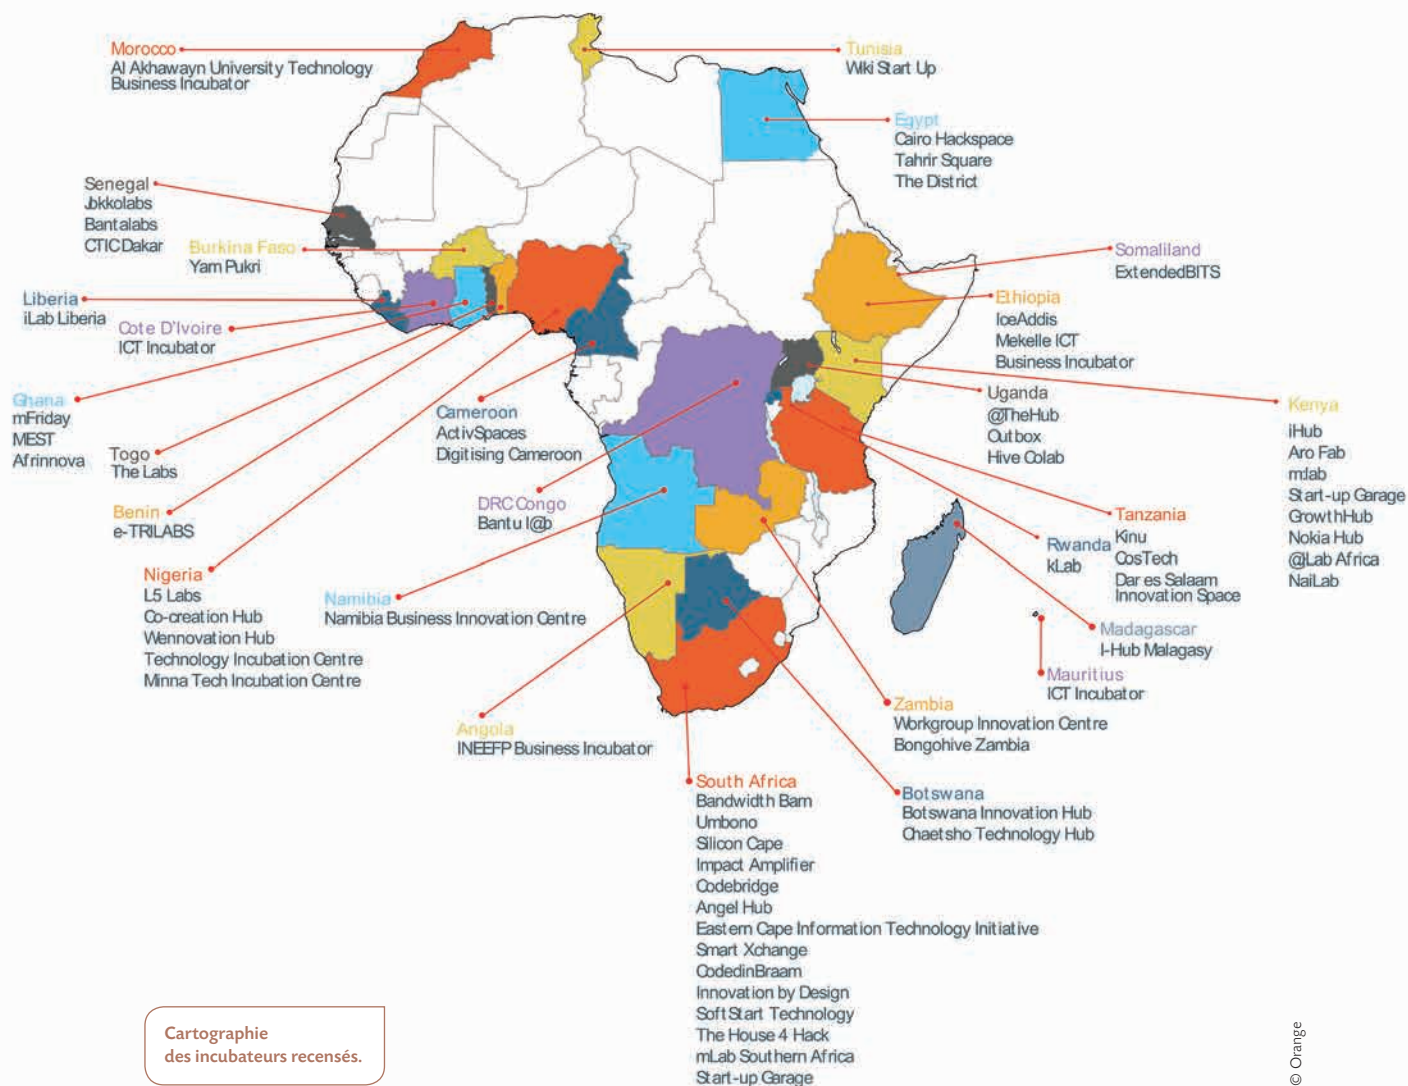 Morocco
Al Akhawayn University Technology
Business Incubator
Tunisia
Wiki Start Up
Egypt
Cairo Hackspace
Tahrir Square
The District
Senegal
Jokkolabs
Bantalabs
CTIC Dakar
Burkina Faso
Yam Pukri
Somaliland
ExtendedBITS
Liberia
iLab Liberia
Cote D'Ivoire
ICT Incubator
Ethiopia
IceAddis
Mekelle ICT
Business Incubator
Ghana
mFriday
MEST
Afrinnova
Togo
The Labs
Benin
e-TRILABS
Cameroon
ActivSpaces
Digitising Cameroon
Uganda
@TheHub
Outbox
Hive Colab
Kenya
iHub
Aro Fab
m:lab
Start-up Garage
GrowthHub
Nokia Hub
@iLab Africa
NaiLab
DRC Congo
Bantu l@b
Tanzania
Kinu
CosTech
Dar es Salaam
Innovation Space
Rwanda
kLab
Nigeria
L5 Labs
Co-creation Hub
Wennovation Hub
Technology Incubation Centre
Minna Tech Incubation Centre
Namibia
Namibia Business Innovation Centre
Madagascar
I-Hub Malagasy
Mauritius
ICT Incubator
Angola
INEEFP Business Incubator
Zambia
Workgroup Innovation Centre
Bongohive Zambia
Botswana
Botswana Innovation Hub
Chaetsho Technology Hub
South Africa
Bandwidth Barn
Umbono
Silicon Cape
Impact Amplifier
Codebridge
Angel Hub
Eastern Cape Information Technology Initiative
Smart Xchange
CodedinBraam
Innovation by Design
SoftStart Technology
The House 4 Hack
mLab Southern Africa
Start-up Garage
Cartographie
des incubateurs recensés.
© Orange